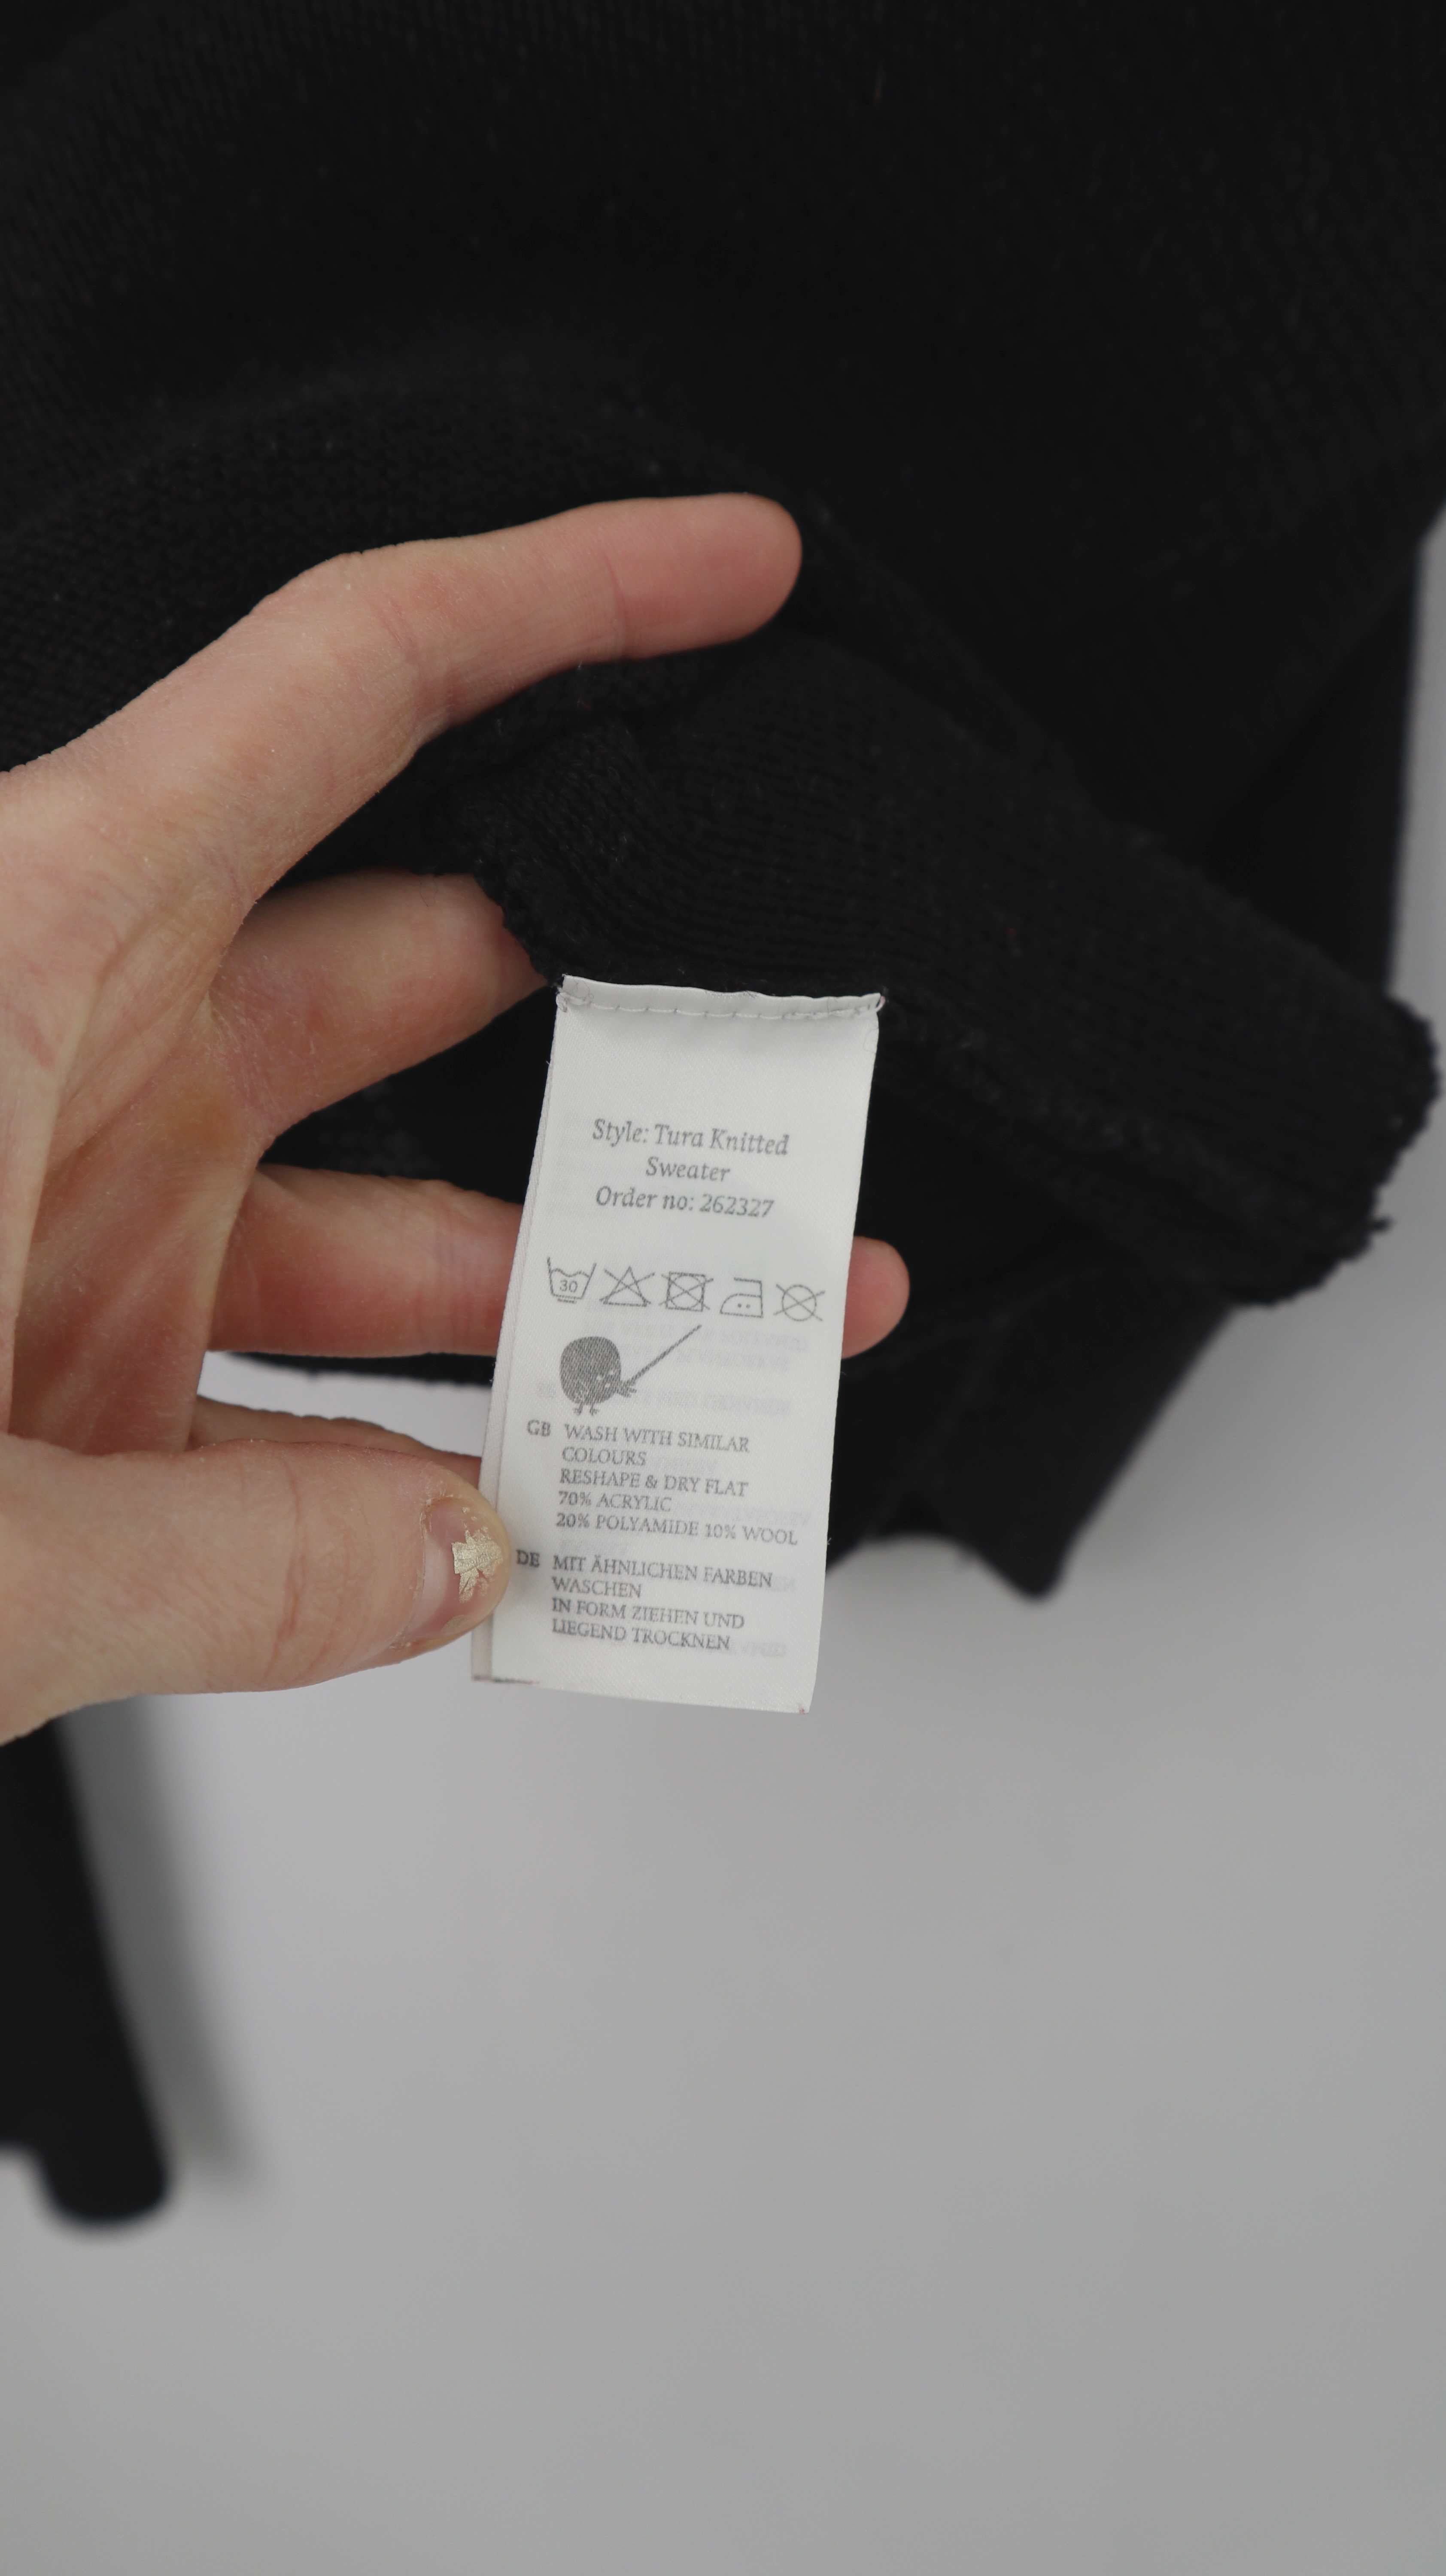 Style: Tura Knitted
Sweater
Order no: 262327
30
GB WASH WITH SIMILAR
COLOURS
RESHAPE & DRY FLAT
70% ACRYLIC
20% POLYAMIDE 10% WOOL
DE MIT ÄHNLICHEN FARBEN
WASCHEN
IN FORM ZIEHEN UND
LIEGEND TROCKNEN